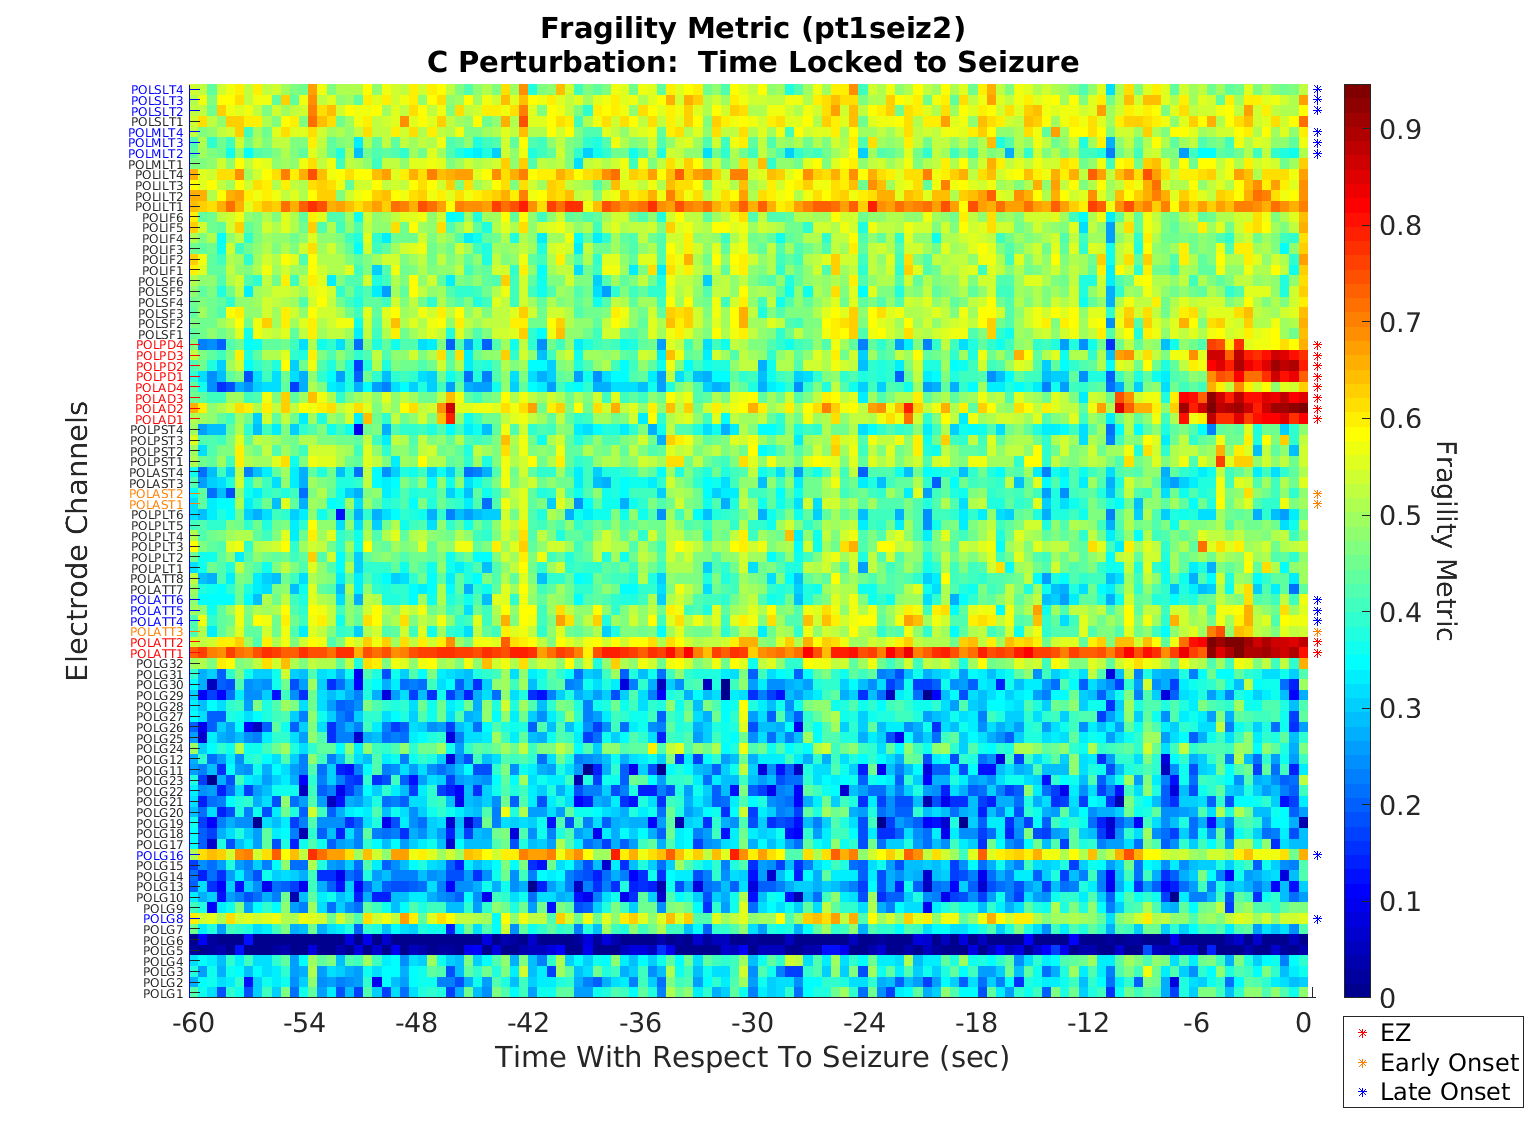 Fragility Metric (pt1seiz2)
C Perturbation: Time Locked to Seizure
Electrode Channels
POLSLT4
POLSLT3
POLSLT2
POLSLT1
POLMLT4
POLMLT3
POLMLT2
POLMLT1
POLILT4
POLILT3
POLILT2
POLILT1
POLIF6
POLIF5
POLIF4
POLIF3
POLIF2
POLIF1
POLSF6
POLSF5
POLSF4
POLSF3
POLSF2
POLSF1
POLPD4
POLPD3
POLPD2
POLPD1
POLAD4
POLAD3
POLAD2
POLAD1
POLPST4
POLPST3
POLPST2
POLPST1
POLAST4
POLAST3
POLAST2
POLAST1
POLPLT6
POLPLT5
POLPLT4
POLPLT3
POLPLT2
POLPLT1
POLATT8
POLATT7
POLATT6
POLATT5
POLATT4
POLATT3
POLATT2
POLATT1
POLG32
POLG31
POLG30
POLG29
POLG28
POLG27
POLG26
POLG25
POLG24
POLG12
POLG11
POLG23
POLG22
POLG21
POLG20
POLG19
POLG18
POLG17
POLG16
POLG15
POLG14
POLG13
POLG10
POLG9
POLG8
POLG7
POLG6
POLG5
POLG4
POLG3
POLG2
POLG1
-60 -54 -48 -42 -36 -30 -24 -18 -12 -6 0
Time With Respect To Seizure (sec)
0.9
0.8
0.7
0.6
0.5
0.4
0.3
0.2
0.1
0
Fragility Metric
EZ
Early Onset
Late Onset